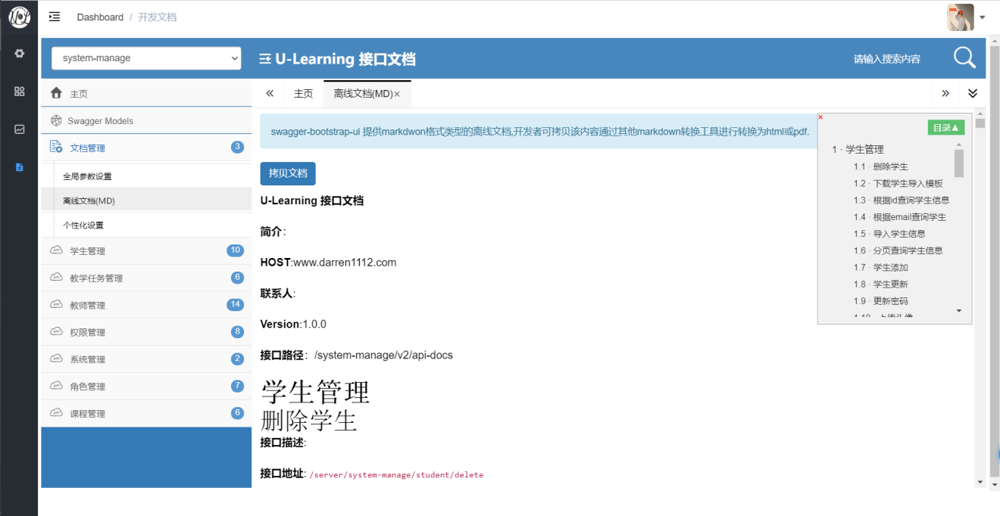 Dashboard / 开发文档
system-manage
U-Learning 接口文档
请输入搜索内容
主页
Swagger Models
文档管理 3
全局参数设置
离线文档(MD)
个性化设置
学生管理 10
教学任务管理 6
教师管理 14
权限管理 8
系统管理 2
角色管理 7
课程管理 6
主页
离线文档(MD)×
swagger-bootstrap-ui 提供markdwon格式类型的离线文档,开发者可拷贝该内容通过其他markdown转换工具进行转换为html或pdf.
拷贝文档
U-Learning 接口文档
简介:
HOST:www.darren1112.com
联系人:
Version:1.0.0
接口路径: /system-manage/v2/api-docs
学生管理
删除学生
接口描述:
接口地址: /server/system-manage/student/delete
目录▲
1 · 学生管理
1.1 · 删除学生
1.2 · 下载学生导入模板
1.3 · 根据id查询学生信息
1.4 · 根据email查询学生
1.5 · 导入学生信息
1.6 · 分页查询学生信息
1.7 · 学生添加
1.8 · 学生更新
1.9 · 更新密码
1.10 · 上传头像